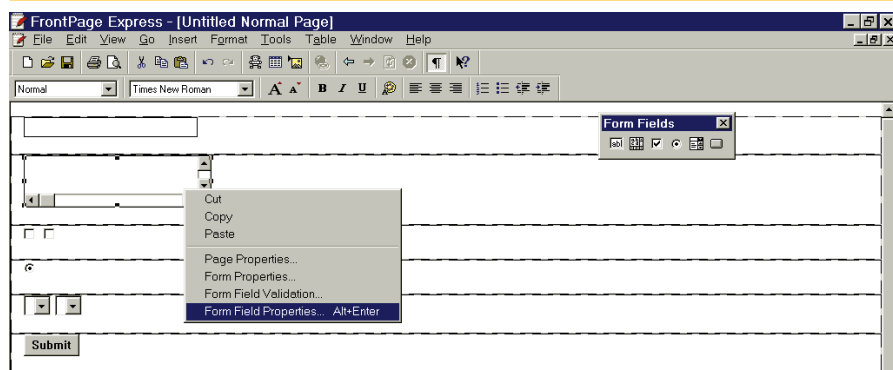 FrontPage Express - [Untitled Normal Page]
File Edit View Go Insert Format Tools Table Window Help
Normal Times New Roman A A B I U
Form Fields
abl
Cut
Copy
Paste
Page Properties...
Form Properties...
Form Field Validation...
Form Field Properties... Alt+Enter
Submit